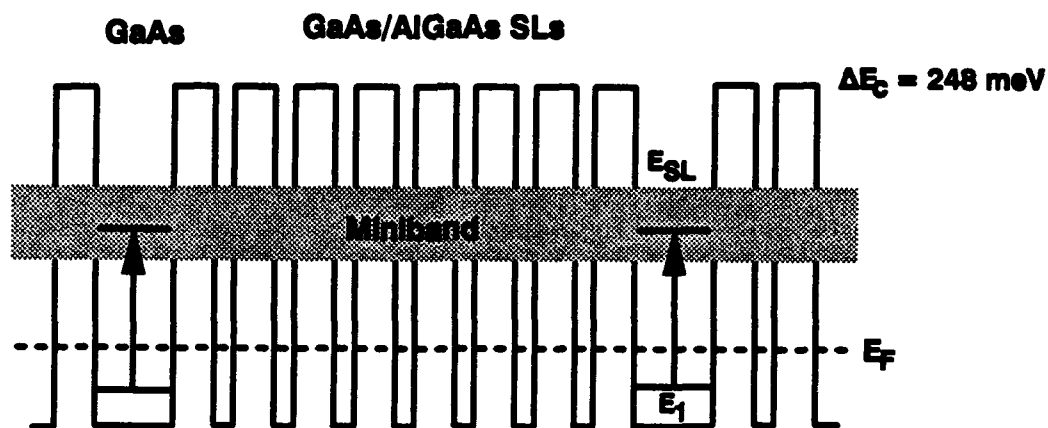 GaAs GaAs/AlGaAs SLs
ΔEC = 248 meV
ESL
Miniband
EF
E1